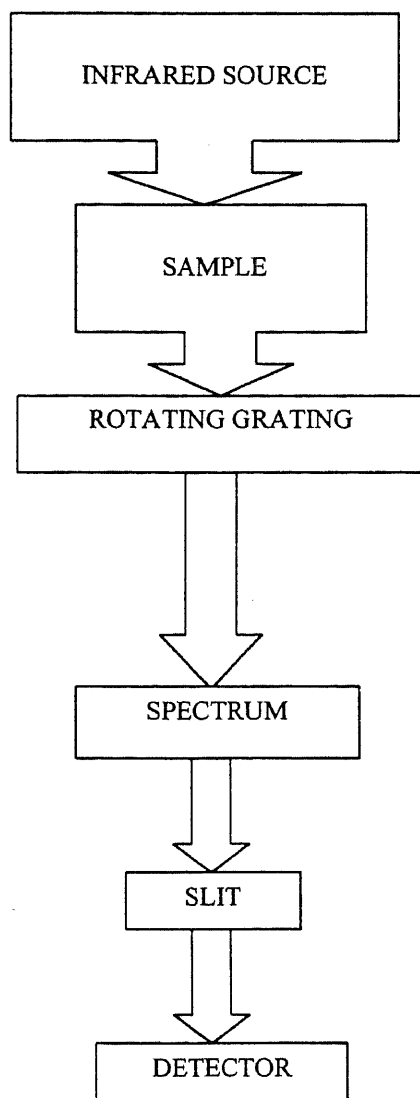 INFRARED SOURCE
SAMPLE
ROTATING GRATING
SPECTRUM
SLIT
DETECTOR